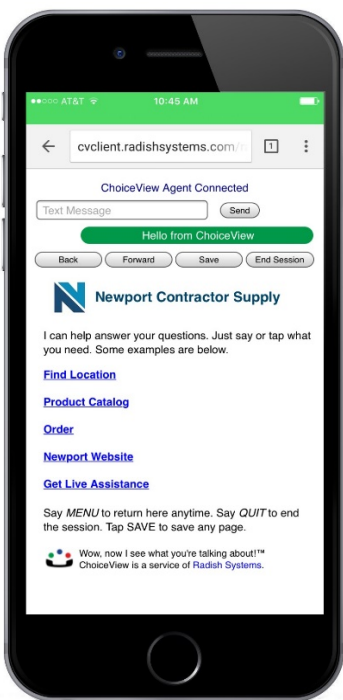 AT&T 10:45 AM
cvclient.radishsystems.com/ 1
ChoiceView Agent Connected
Text Message Send
Hello from ChoiceView
Back Forward Save End Session
N Newport Contractor Supply
I can help answer your questions. Just say or tap what
you need. Some examples are below.
Find Location
Product Catalog
Order
Newport Website
Get Live Assistance
Say MENU to return here anytime. Say QUIT to end
the session. Tap SAVE to save any page.
Wow, now I see what you're talking about!™
ChoiceView is a service of Radish Systems.